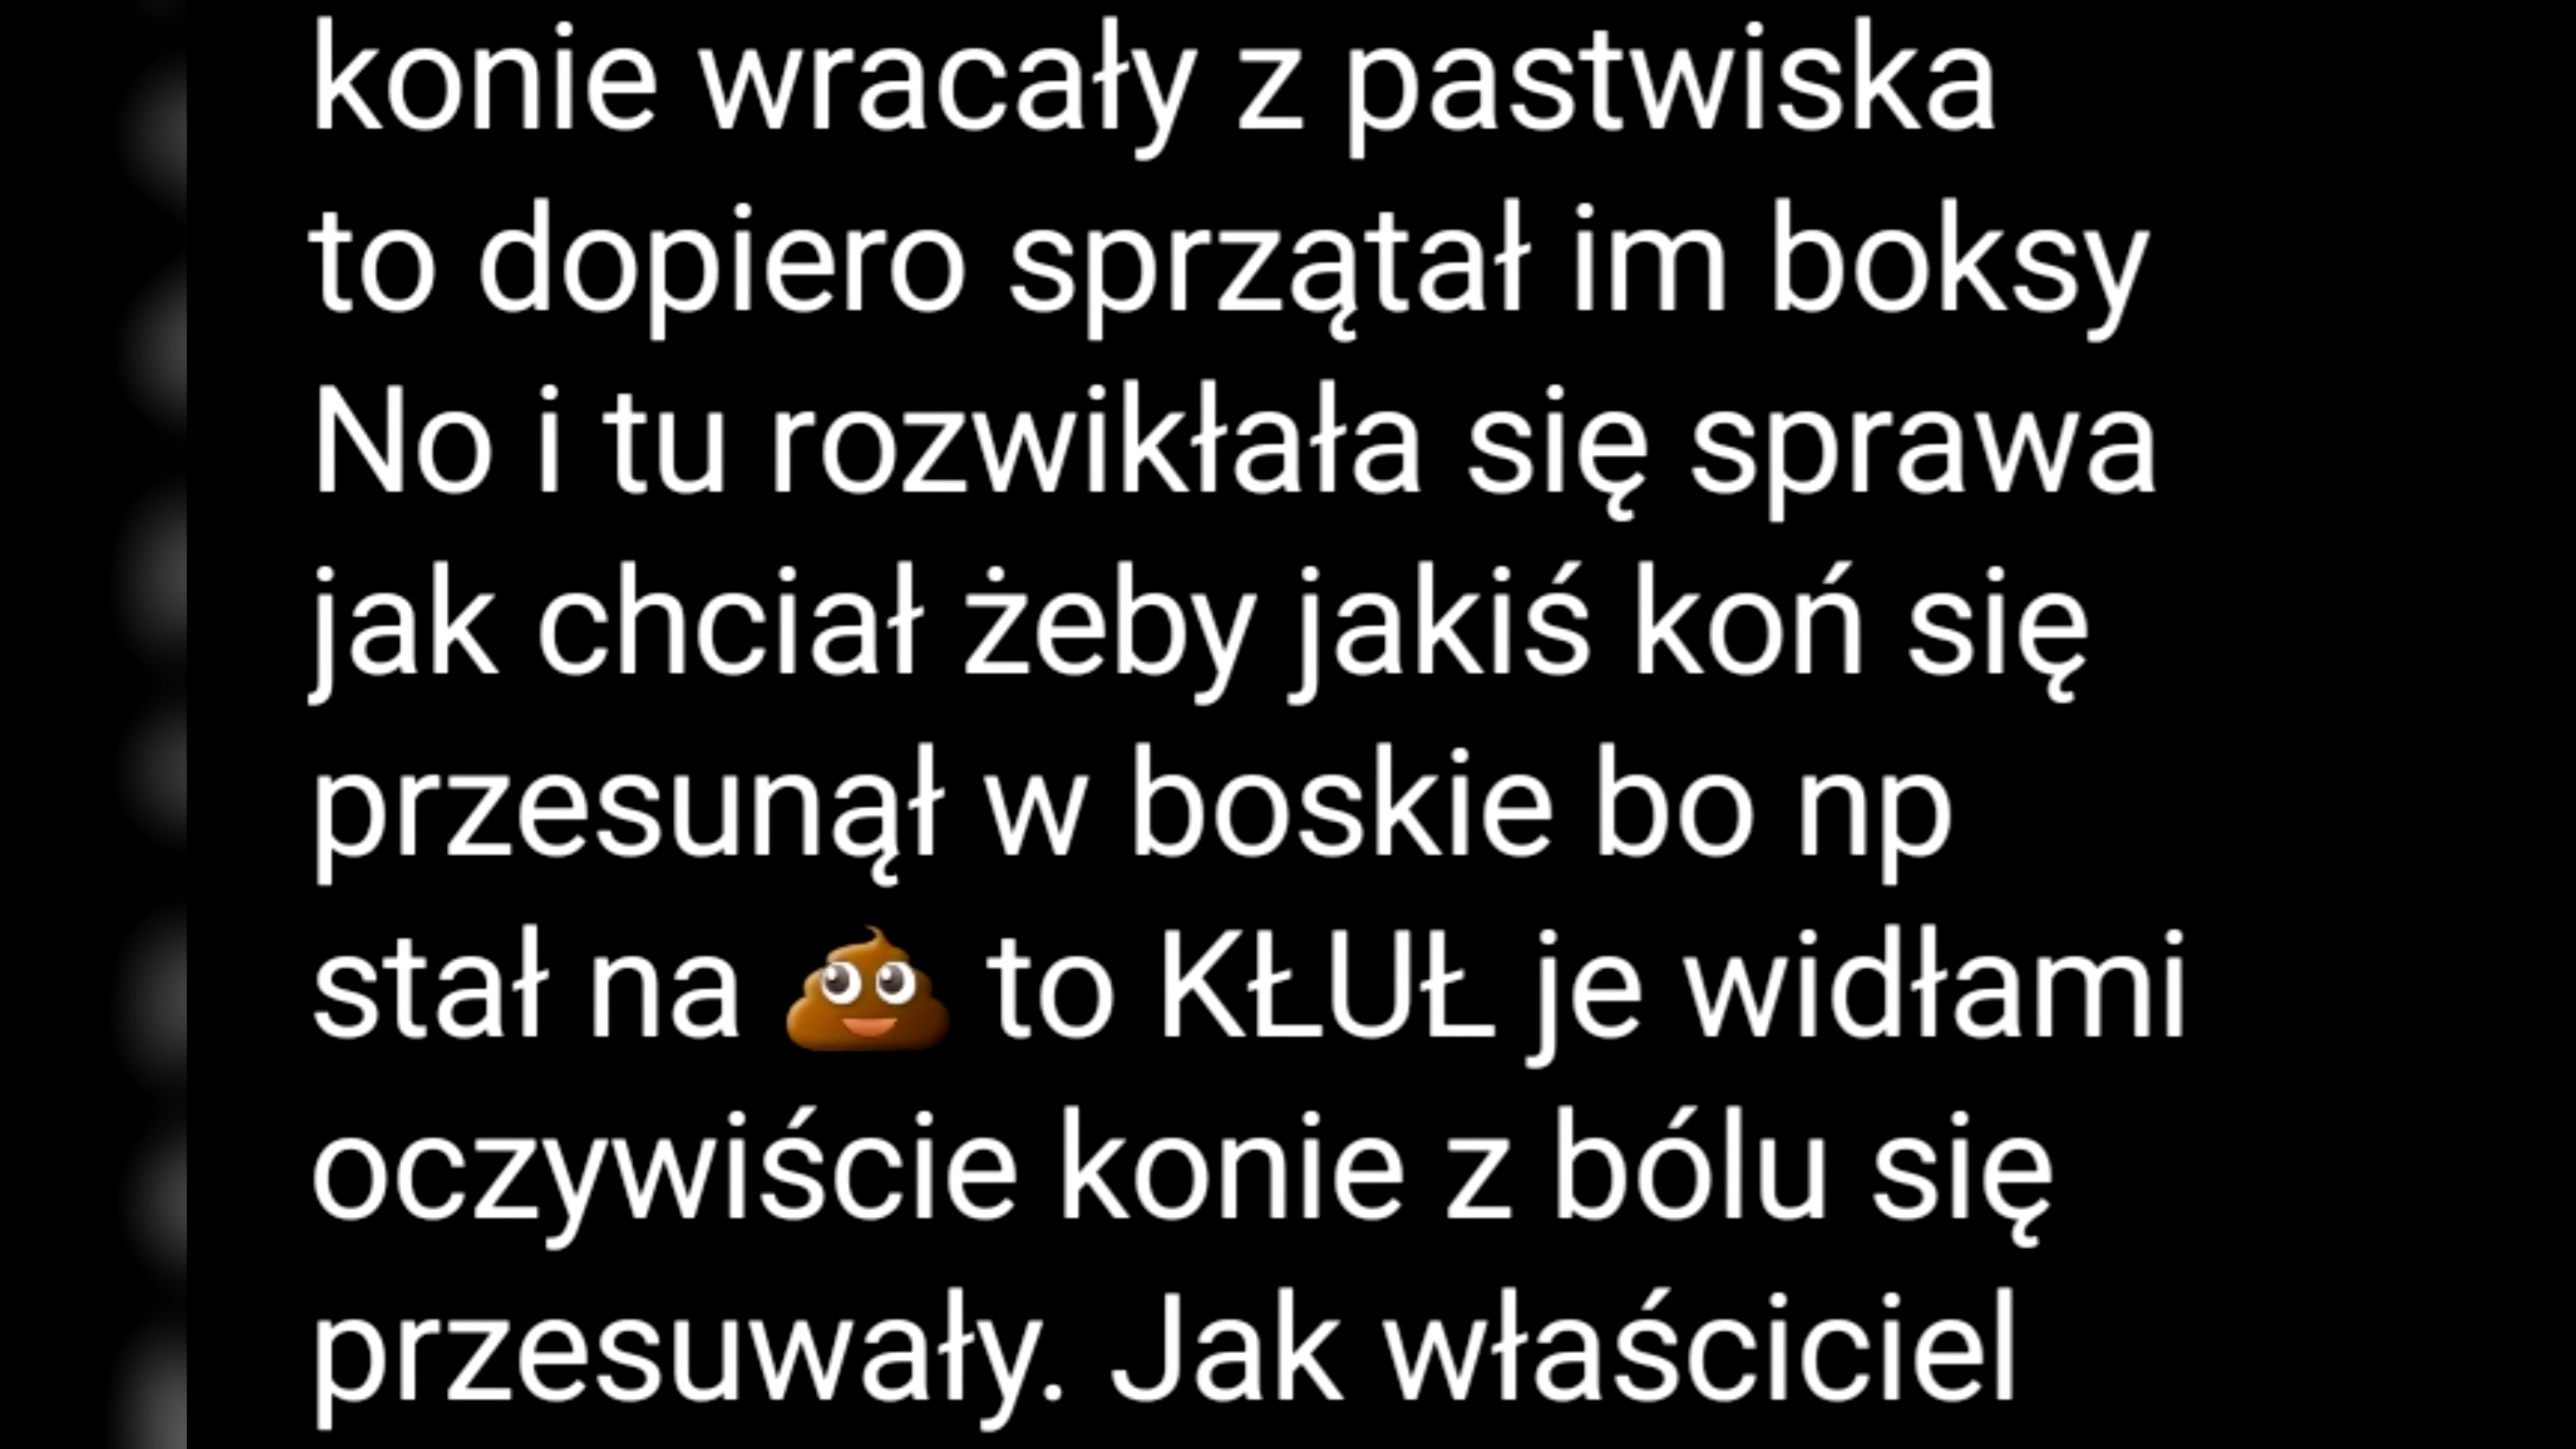 konie wracały z pastwiska
to dopiero sprzątał im boksy
No i tu rozwikłała się sprawa
jak chciał żeby jakiś koń się
przesunął w boskie bo np
stał na 💩 to KŁUŁ je widłami
oczywiście konie z bólu się
przesuwały. Jak właściciel